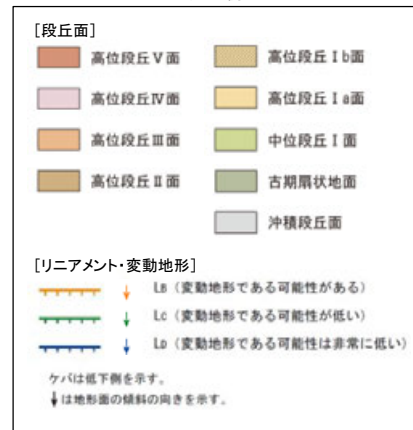 [段丘面]
高位段丘Ⅴ面
高位段丘Ⅰb面
高位段丘Ⅳ面
高位段丘Ⅰa面
高位段丘Ⅲ面
中位段丘Ⅰ面
高位段丘Ⅱ面
古期扇状地面
沖積段丘面
[リニアメント・変動地形]
LB (変動地形である可能性がある)
LC (変動地形である可能性が低い)
LD (変動地形である可能性は非常に低い)
ケバは低下側を示す。
↓は地形面の傾斜の向きを示す。